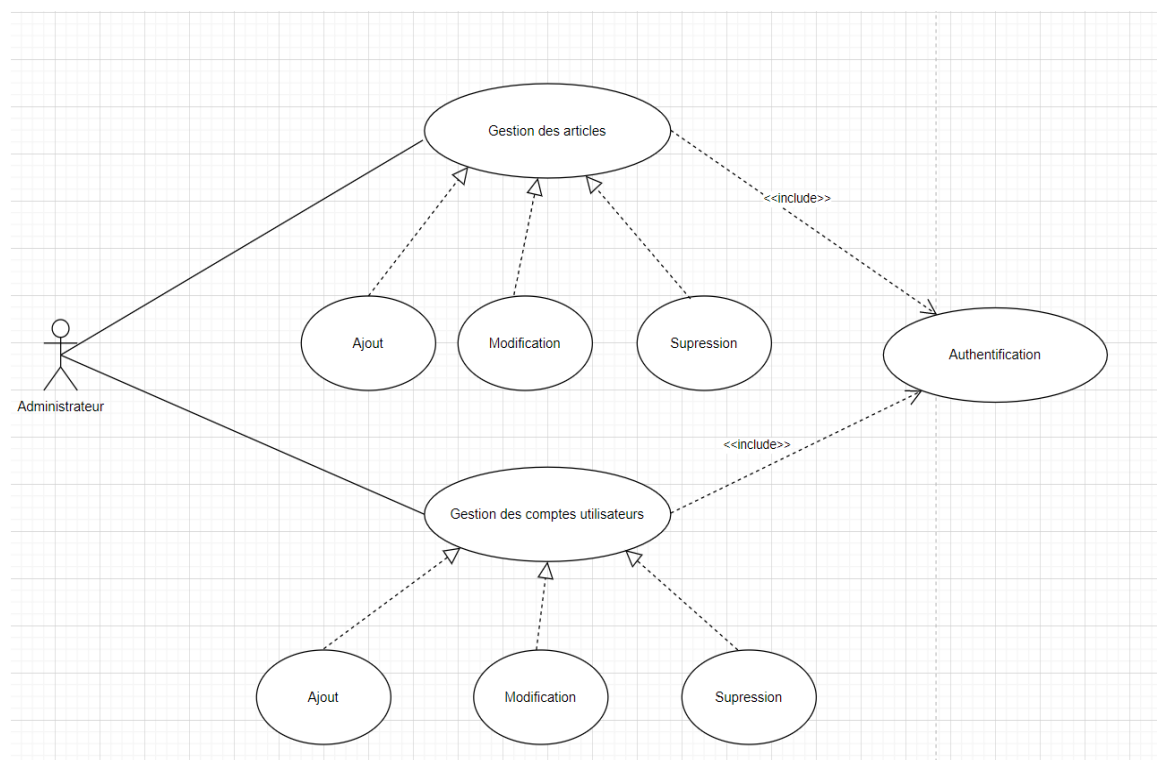 Gestion des articles
<<include>>
Ajout
Modification
Supression
Authentification
Administrateur
<<include>>
Gestion des comptes utilisateurs
Ajout
Modification
Supression